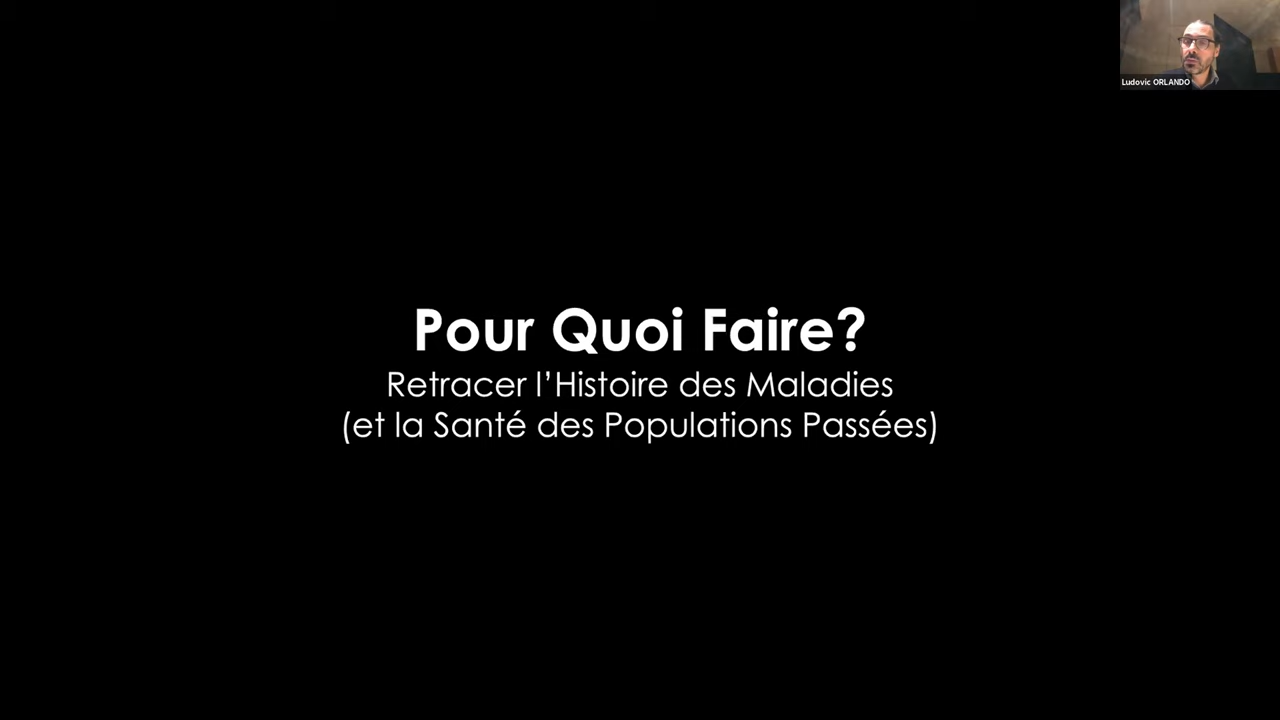 Ludovic ORLANDO
Pour Quoi Faire?
Retracer l’Histoire des Maladies
(et la Santé des Populations Passées)